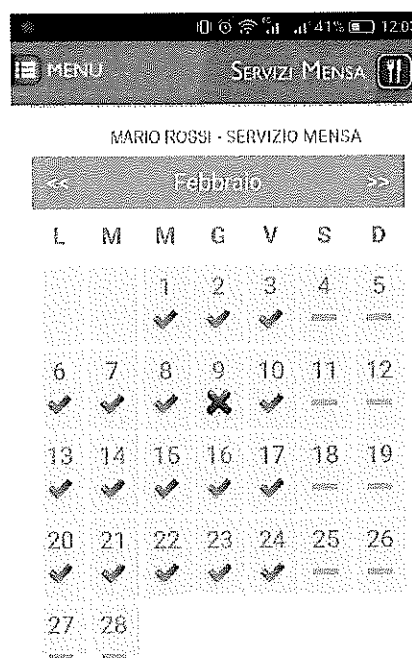 41% 12:03
MENU SERVIZI MENSA
MARIO ROSSI - SERVIZIO MENSA
<< Febbraio >>
L M M G V S D
1 2 3 4 5
6 7 8 9 10 11 12
13 14 15 16 17 18 19
20 21 22 23 24 25 26
27 28